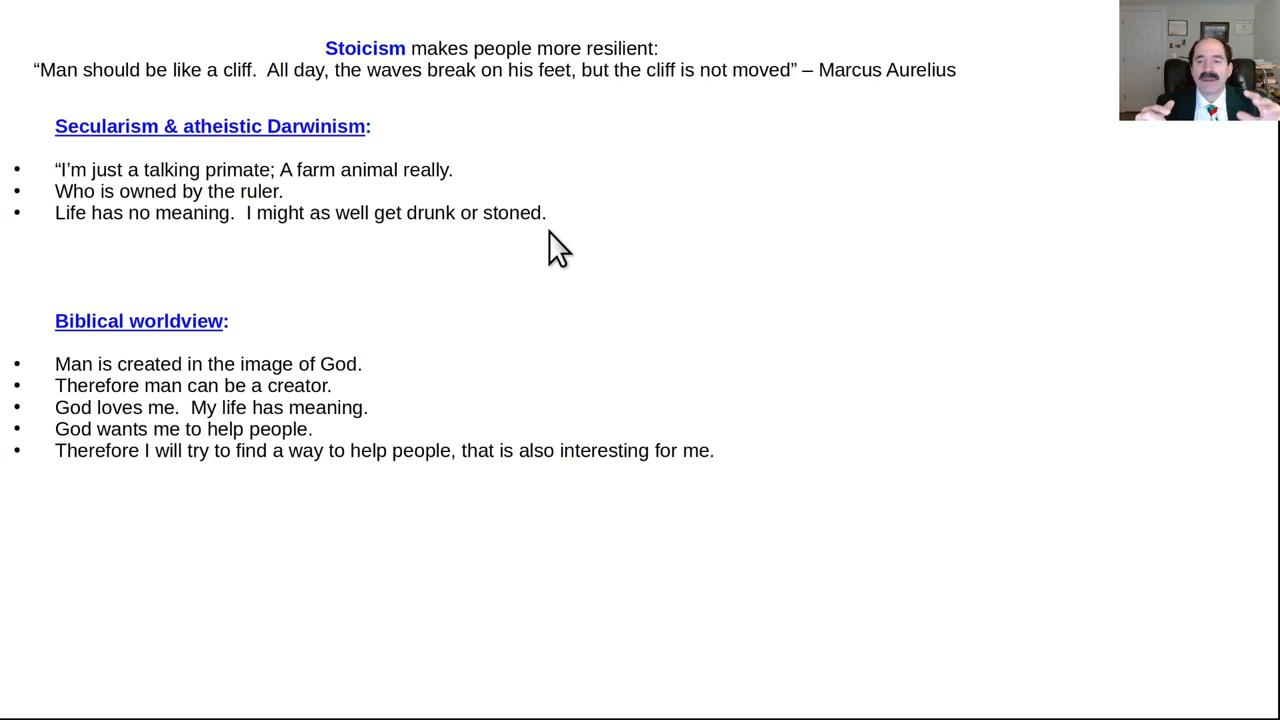 Stoicism makes people more resilient:
“Man should be like a cliff.  All day, the waves break on his feet, but the cliff is not moved” – Marcus Aurelius
Secularism & atheistic Darwinism:
• “I’m just a talking primate; A farm animal really.
• Who is owned by the ruler.
• Life has no meaning.  I might as well get drunk or stoned.
Biblical worldview:
• Man is created in the image of God.
• Therefore man can be a creator.
• God loves me.  My life has meaning.
• God wants me to help people.
• Therefore I will try to find a way to help people, that is also interesting for me.